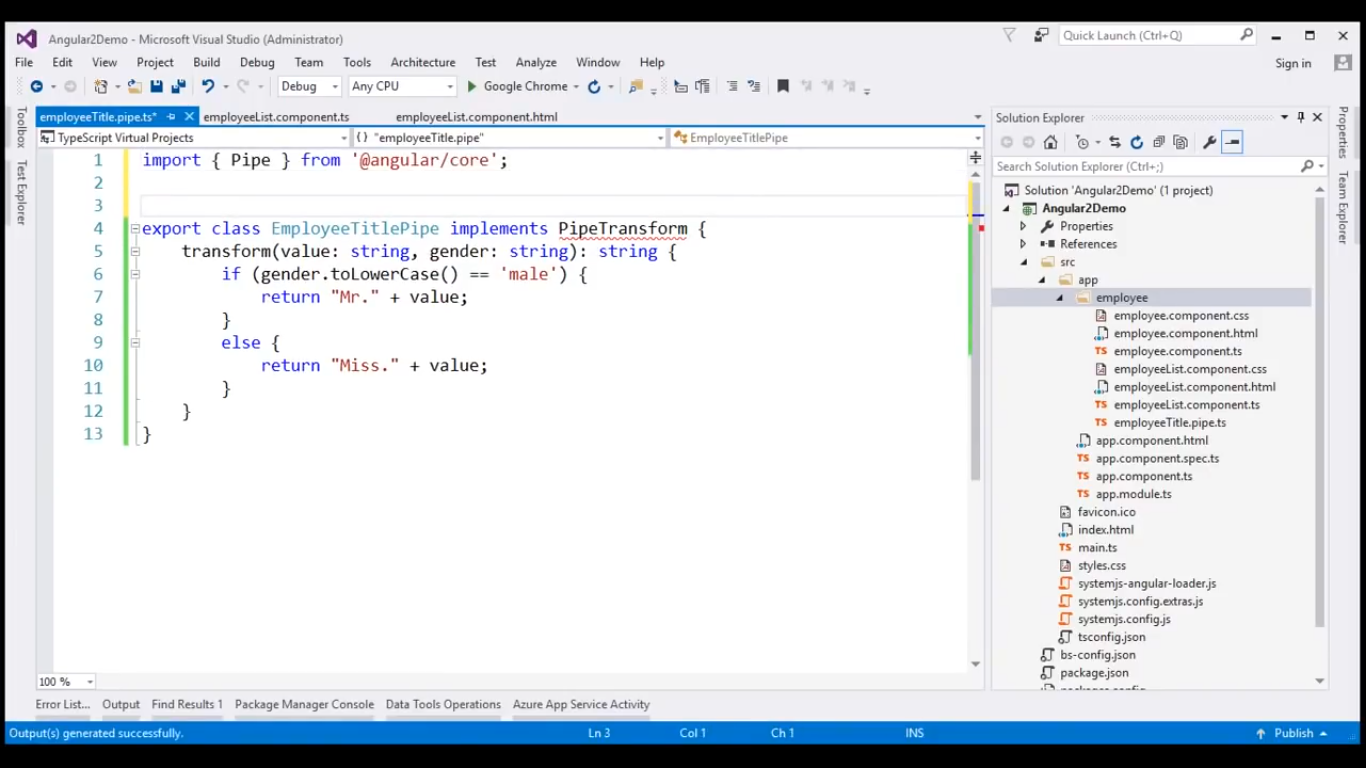 Angular2Demo - Microsoft Visual Studio (Administrator)
Quick Launch (Ctrl+Q)
File Edit View Project Build Debug Team Tools Architecture Test Analyze Window Help
Sign in
Debug Any CPU Google Chrome
Toolbox
Test Explorer
employeeTitle.pipe.ts* employeeList.component.ts employeeList.component.html
TypeScript Virtual Projects {} "employeeTitle.pipe" EmployeeTitlePipe
1 import { Pipe } from '@angular/core';
2
3
4 export class EmployeeTitlePipe implements PipeTransform {
5 transform(value: string, gender: string): string {
6 if (gender.toLowerCase() == 'male') {
7 return "Mr." + value;
8 }
9 else {
10 return "Miss." + value;
11 }
12 }
13 }
100 %
Solution Explorer
Search Solution Explorer (Ctrl+;)
Solution 'Angular2Demo' (1 project)
Angular2Demo
Properties
References
src
app
employee
employee.component.css
employee.component.html
TS employee.component.ts
employeeList.component.css
employeeList.component.html
TS employeeList.component.ts
TS employeeTitle.pipe.ts
app.component.html
TS app.component.spec.ts
TS app.component.ts
TS app.module.ts
favicon.ico
index.html
TS main.ts
styles.css
systemjs-angular-loader.js
systemjs.config.extras.js
systemjs.config.js
tsconfig.json
bs-config.json
package.json
Properties
Team Explorer
Error List... Output Find Results 1 Package Manager Console Data Tools Operations Azure App Service Activity
Output(s) generated successfully. Ln 3 Col 1 Ch 1 INS Publish